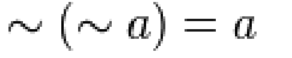 ∼ (∼ a) = a